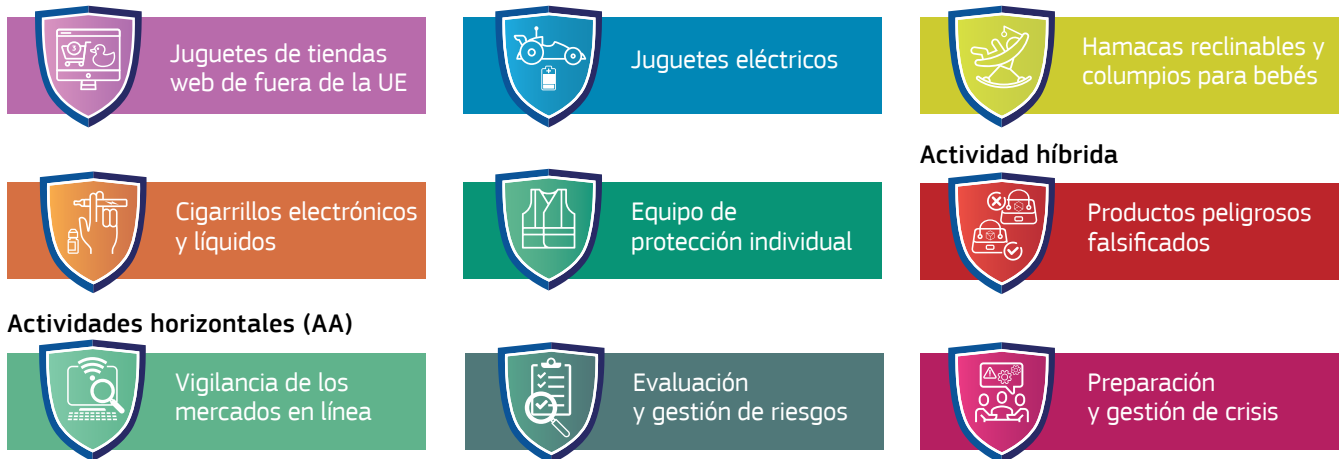 Juguetes de tiendas
web de fuera de la UE
Juguetes eléctricos
Hamacas reclinables y
columpios para bebés
Cigarrillos electrónicos
y líquidos
Equipo de
protección individual
Actividad híbrida
Productos peligrosos
falsificados
Actividades horizontales (AA)
Vigilancia de los
mercados en línea
Evaluación
y gestión de riesgos
Preparación
y gestión de crisis